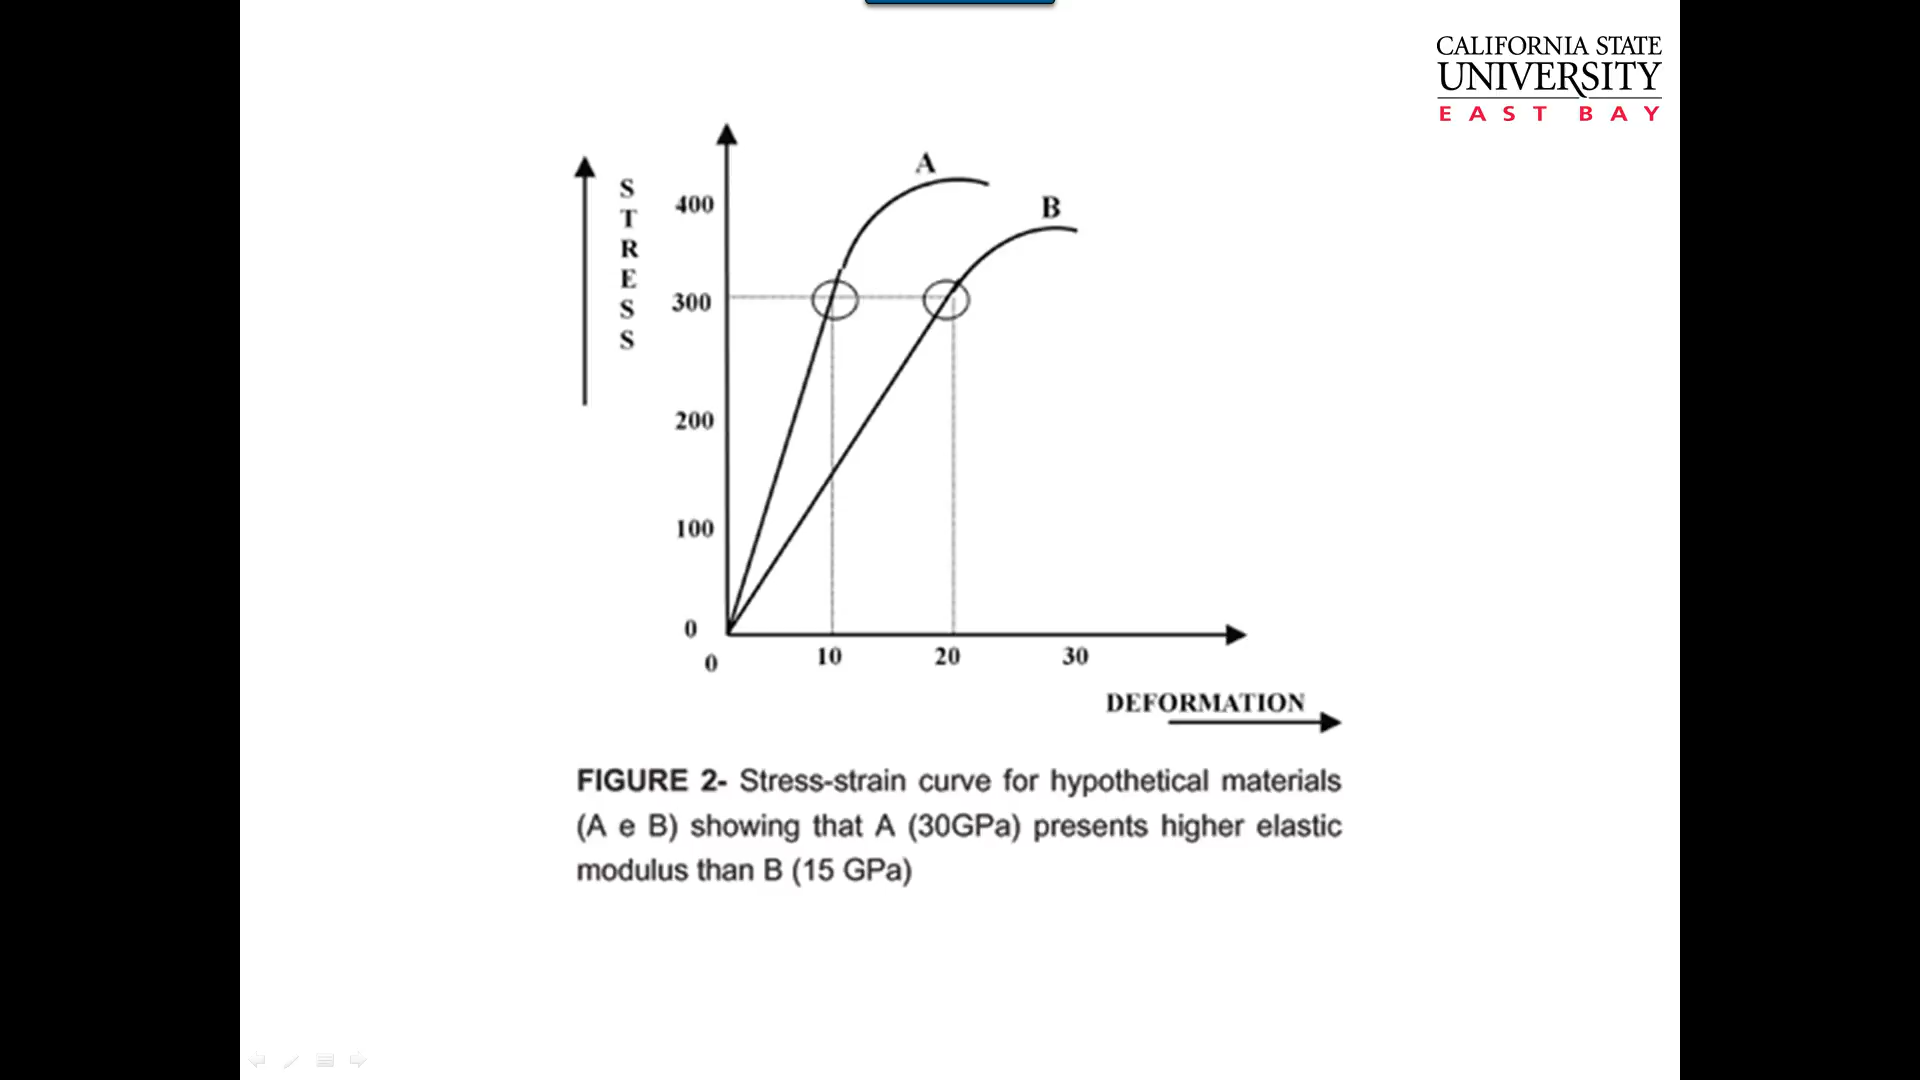 CALIFORNIA STATE
UNIVERSITY
EAST BAY
STRESS
A
B
400
300
200
100
0
0
10
20
30
DEFORMATION
FIGURE 2- Stress-strain curve for hypothetical materials
(A e B) showing that A (30GPa) presents higher elastic
modulus than B (15 GPa)